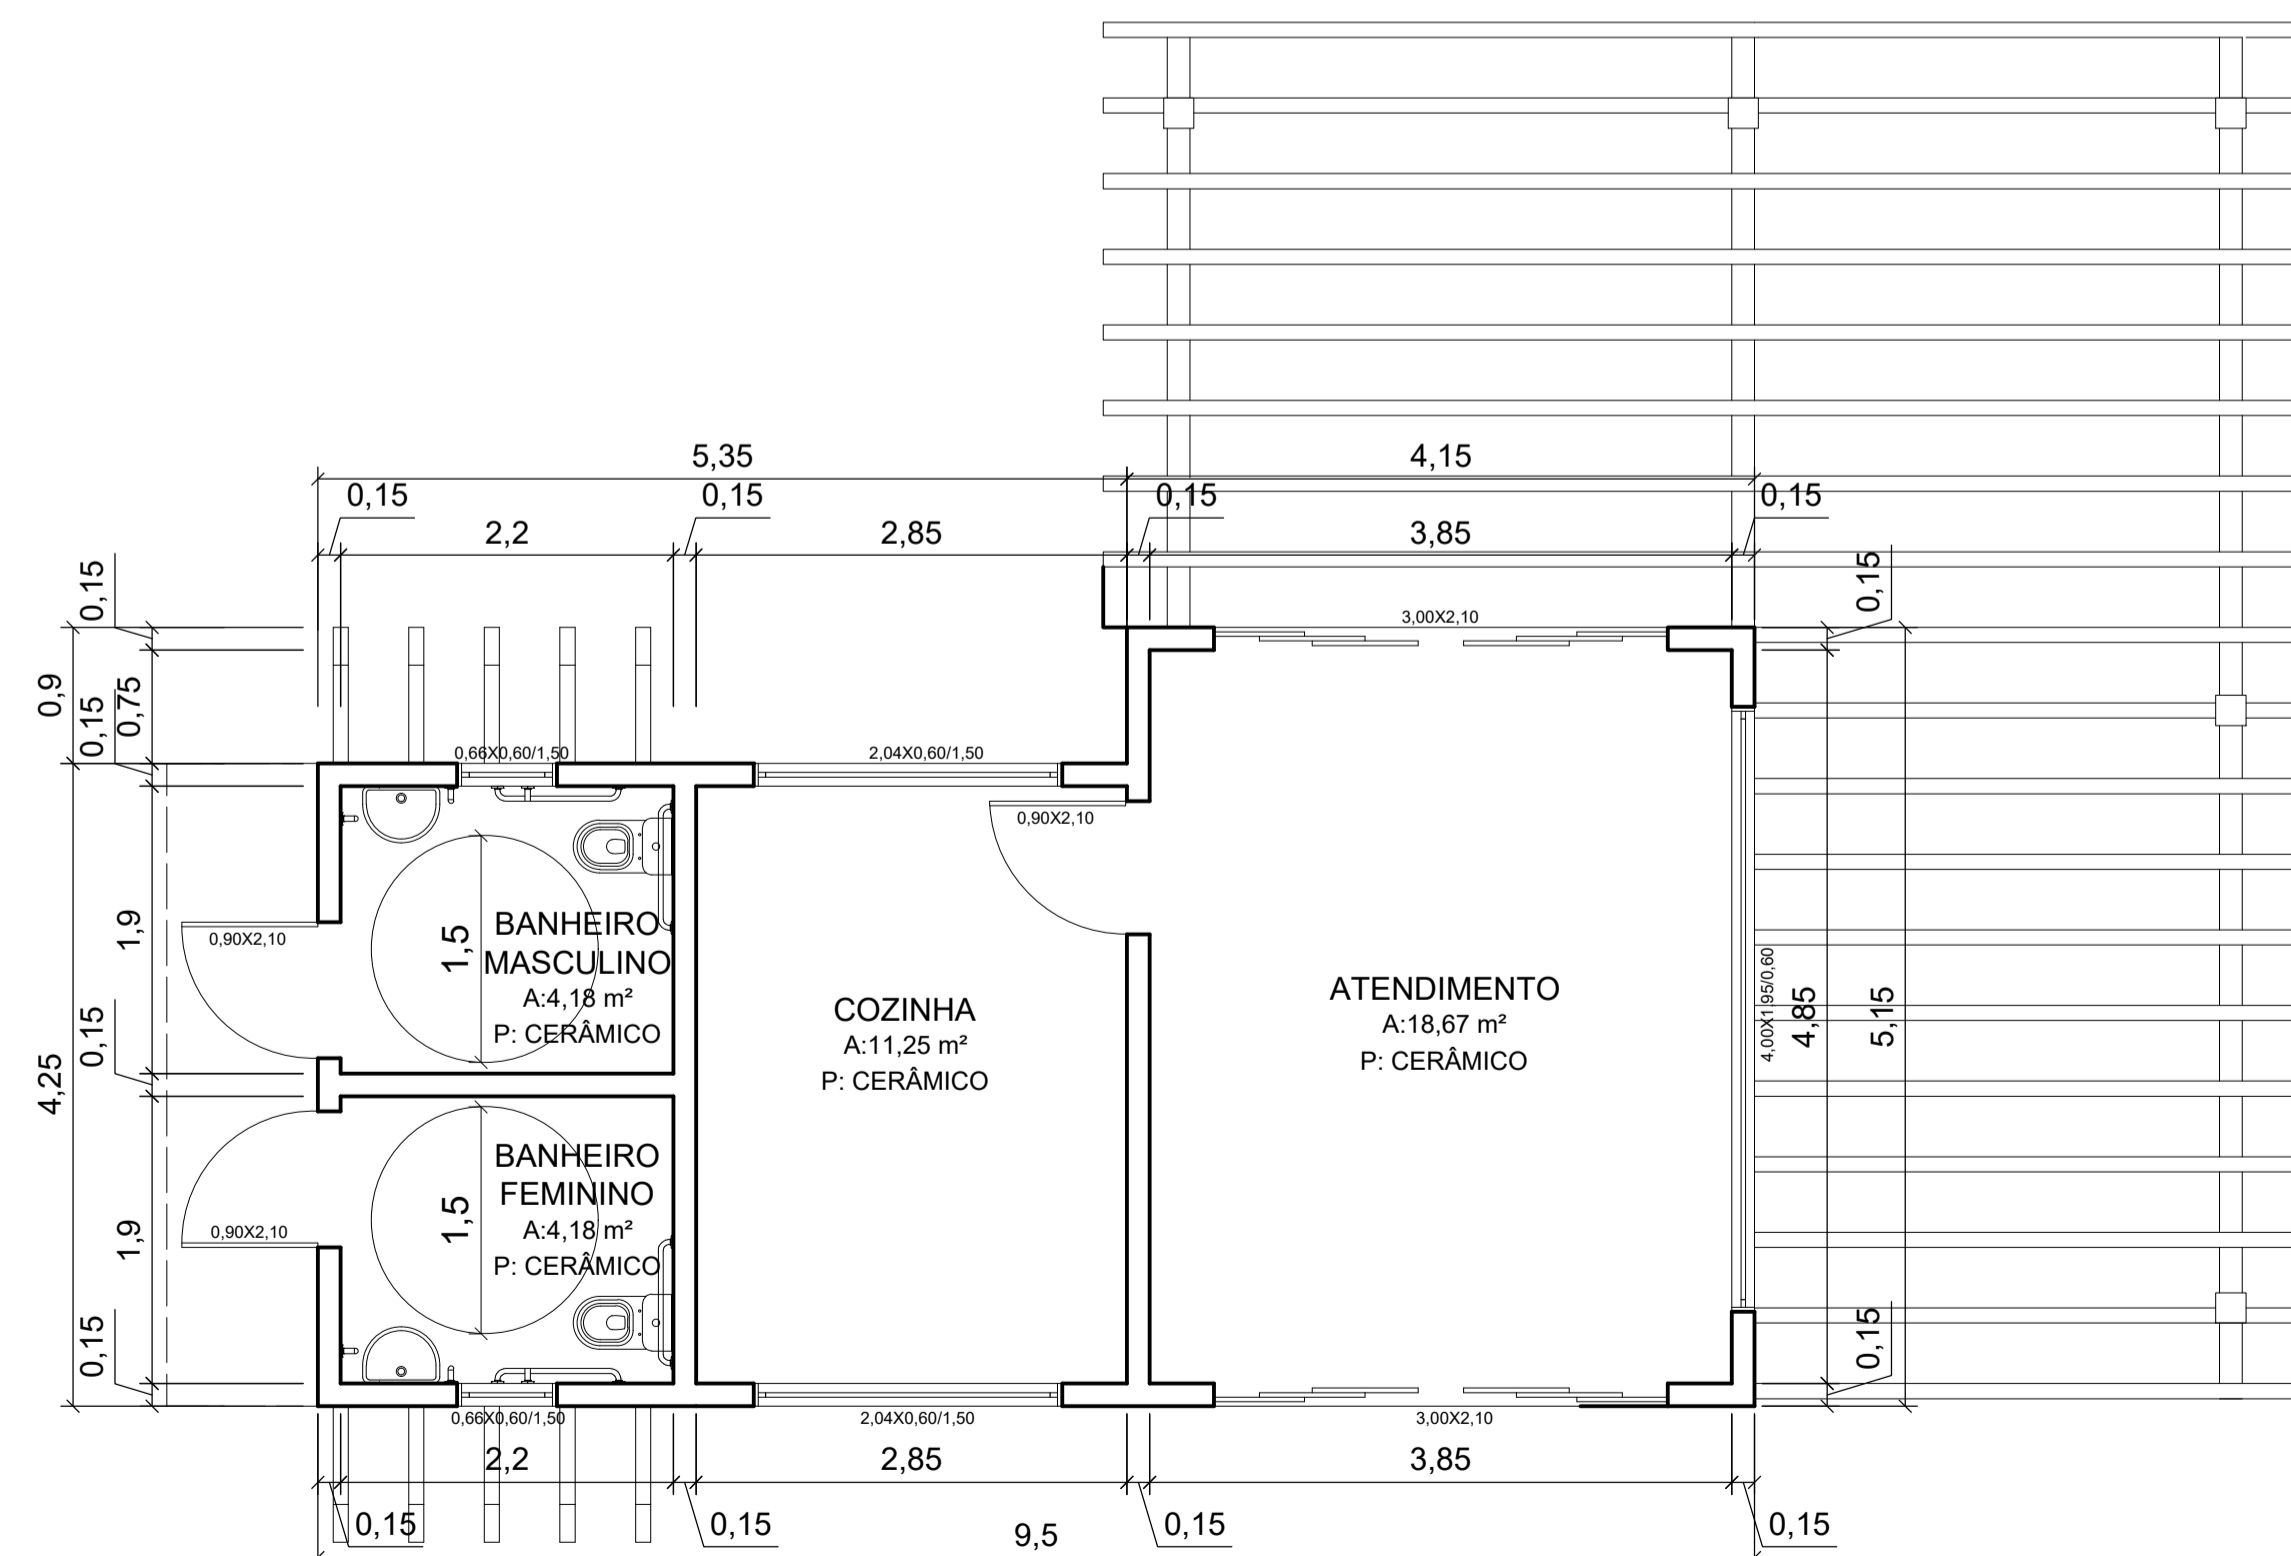 5,35
4,15
0,15
0,15
0,15
0,15
2,2
2,85
3,85
0,15
0,15
3,00X2,10
0,9
0,15
0,75
0,66X0,60/1,50
2,04X0,60/1,50
0,90X2,10
1,9
0,90X2,10
1,5
BANHEIRO
MASCULINO
A:4,18 m²
P: CERÂMICO
COZINHA
A:11,25 m²
P: CERÂMICO
ATENDIMENTO
A:18,67 m²
P: CERÂMICO
4,00X1,95/0,60
4,85
5,15
0,15
4,25
1,9
0,90X2,10
1,5
BANHEIRO
FEMININO
A:4,18 m²
P: CERÂMICO
0,15
0,15
0,66X0,60/1,50
2,04X0,60/1,50
3,00X2,10
2,2
2,85
3,85
0,15
0,15
9,5
0,15
0,15